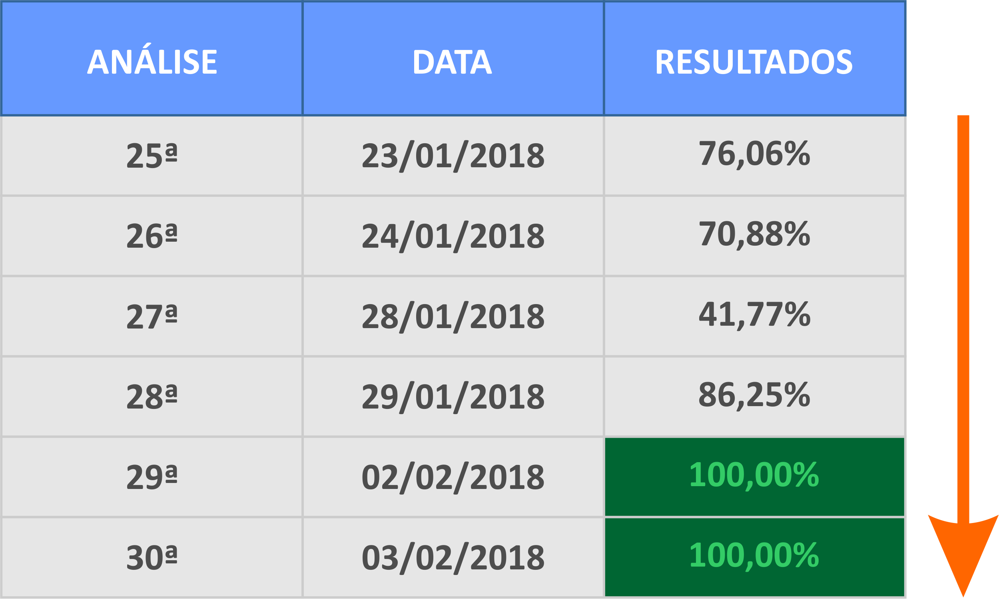 ANÁLISE DATA RESULTADOS
25ª 23/01/2018 76,06%
26ª 24/01/2018 70,88%
27ª 28/01/2018 41,77%
28ª 29/01/2018 86,25%
29ª 02/02/2018 100,00%
30ª 03/02/2018 100,00%